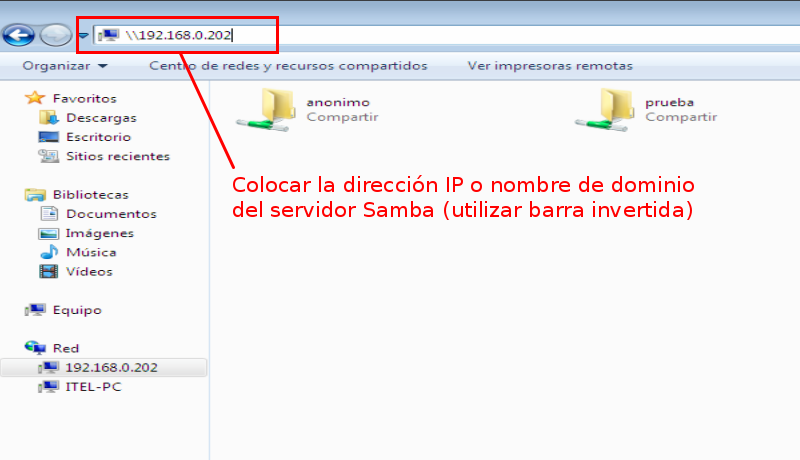 \\192.168.0.202
Organizar Centro de redes y recursos compartidos Ver impresoras remotas
Favoritos
Descargas
Escritorio
Sitios recientes
Bibliotecas
Documentos
Imágenes
Música
Vídeos
Equipo
Red
192.168.0.202
ITEL-PC
anonimo
Compartir
prueba
Compartir
Colocar la dirección IP o nombre de dominio
del servidor Samba (utilizar barra invertida)